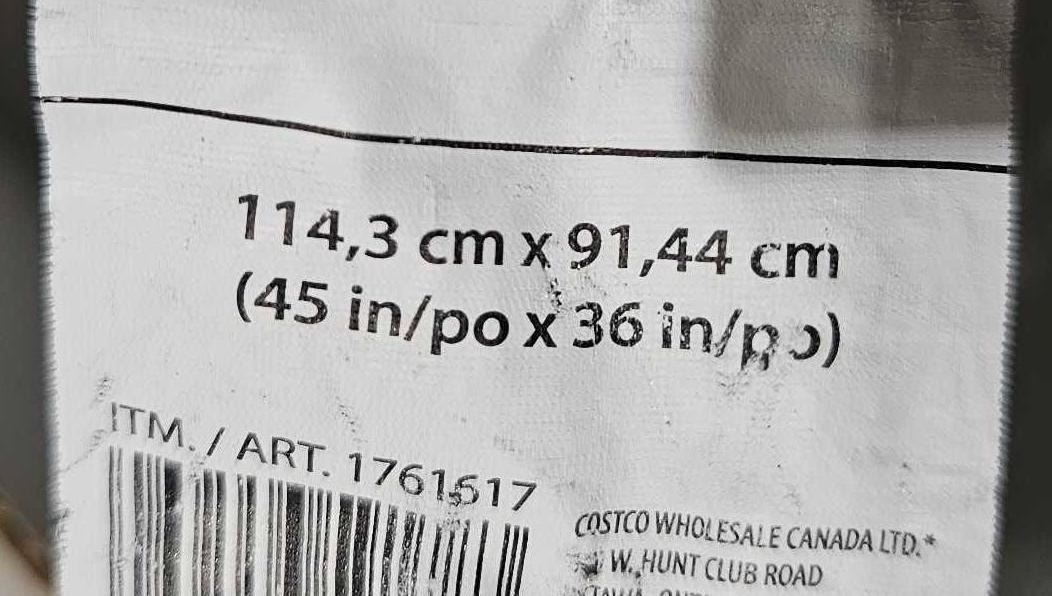 114,3 cm x 91,44 cm
(45 in/po x 36 in/po)
ITM. / ART. 1761617
COSTCO WHOLESALE CANADA LTD.*
W. HUNT CLUB ROAD